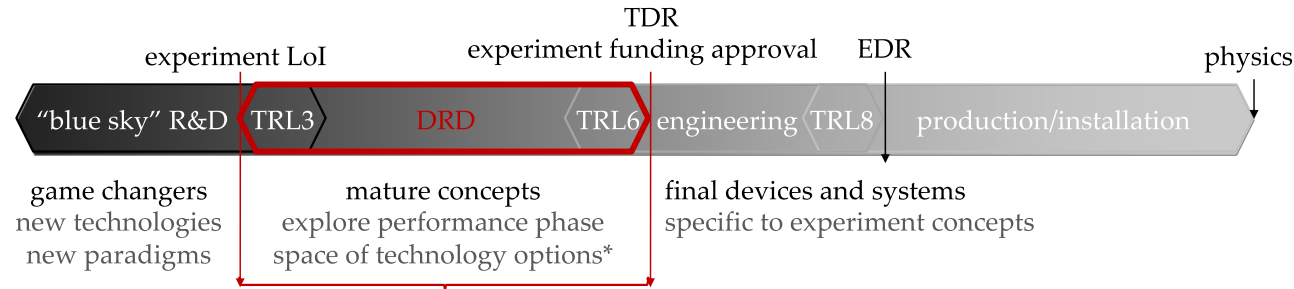 TDR
experiment LoI
experiment funding approval
EDR
physics
“blue sky” R&D
TRL3
DRD
TRL6
engineering
TRL8
production/installation
game changers
new technologies
new paradigms
mature concepts
explore performance phase
space of technology options*
final devices and systems
specific to experiment concepts